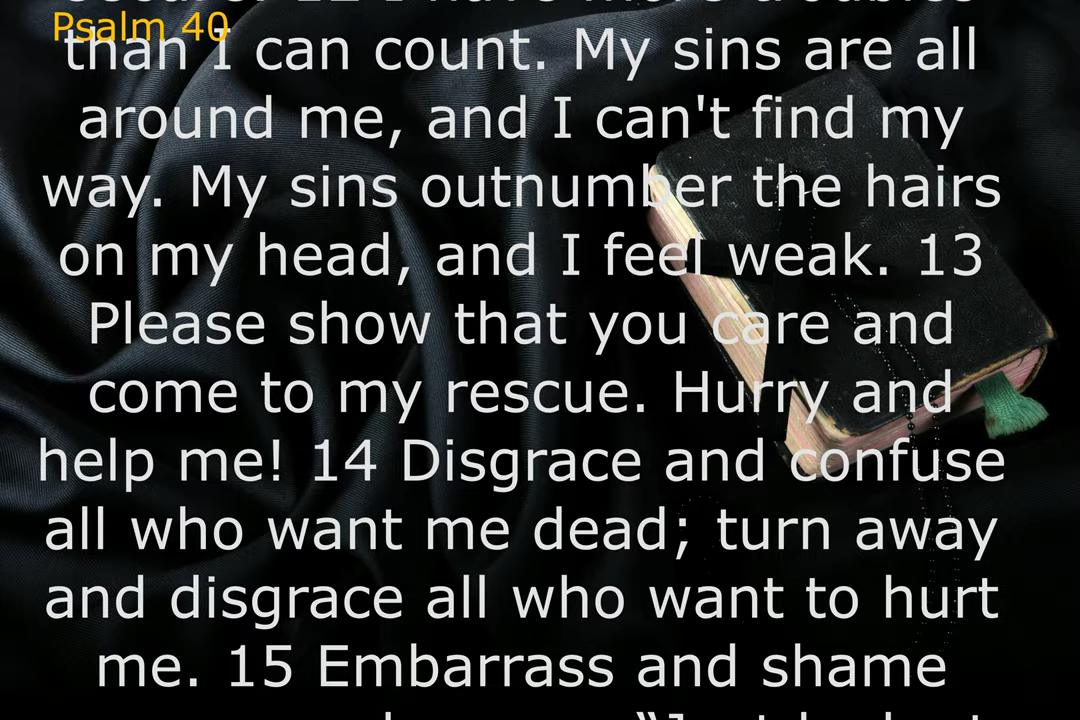 Psalm 40
than I can count. My sins are all
around me, and I can't find my
way. My sins outnumber the hairs
on my head, and I feel weak. 13
Please show that you care and
come to my rescue. Hurry and
help me! 14 Disgrace and confuse
all who want me dead; turn away
and disgrace all who want to hurt
me. 15 Embarrass and shame